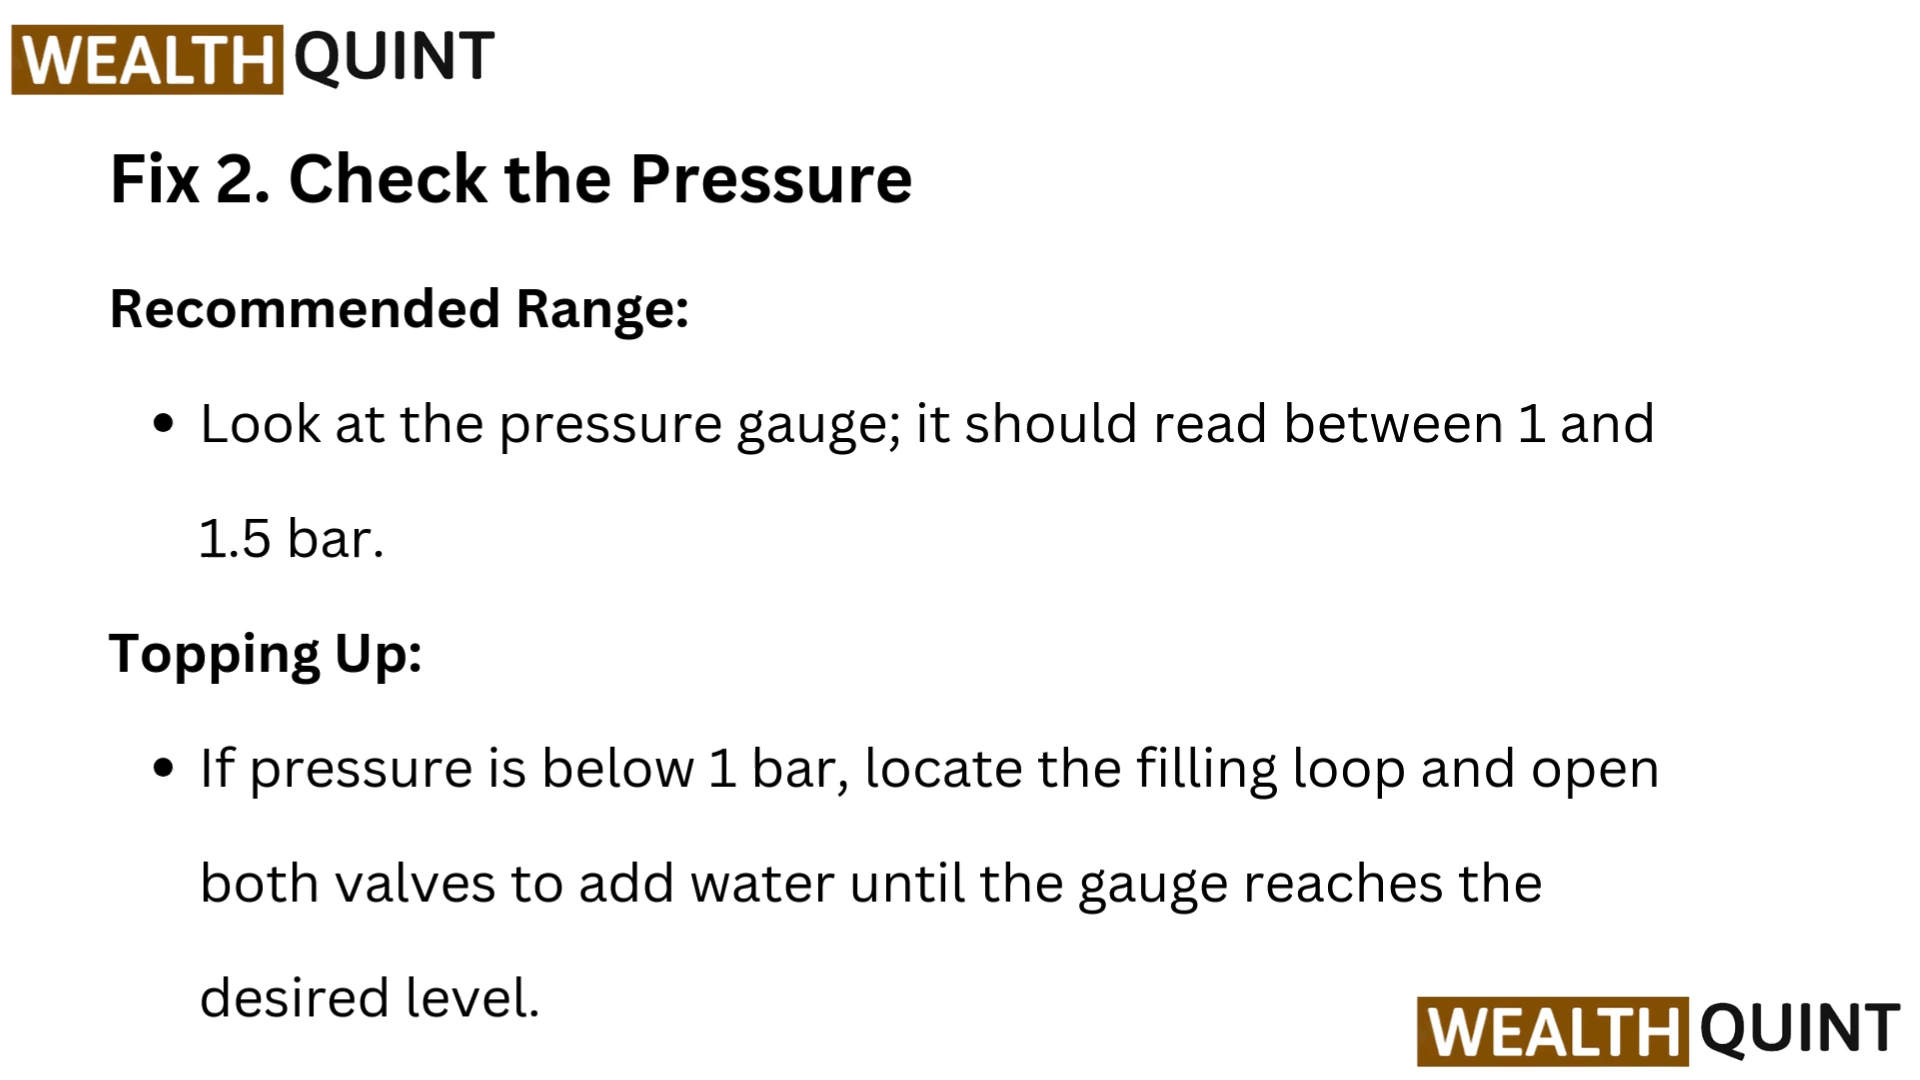 WEALTH QUINT
Fix 2. Check the Pressure
Recommended Range:
• Look at the pressure gauge; it should read between 1 and
1.5 bar.
Topping Up:
• If pressure is below 1 bar, locate the filling loop and open
both valves to add water until the gauge reaches the
desired level.
WEALTH QUINT